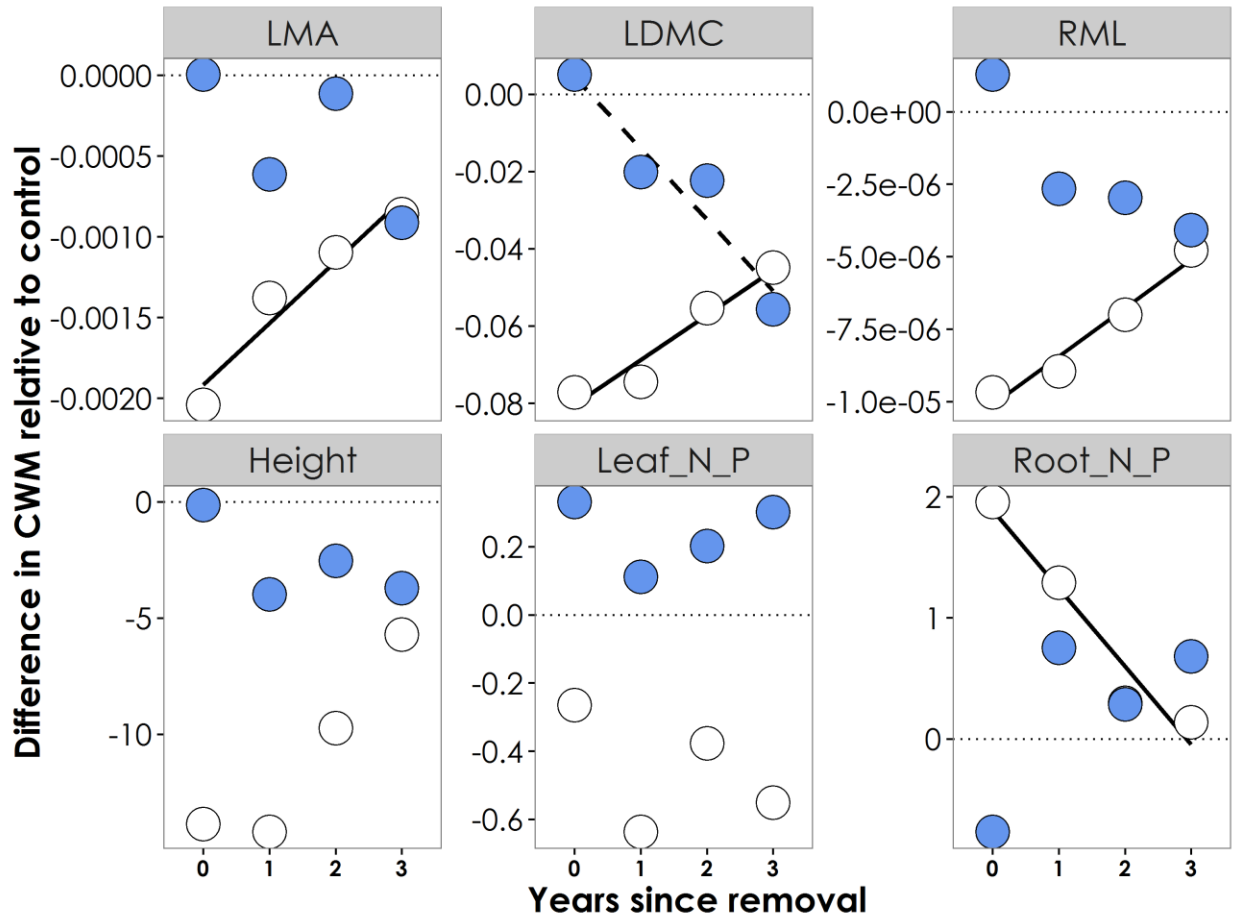 LMA LDMC RML
0.0000
-0.0005
-0.0010
-0.0015
-0.0020
0.00
-0.02
-0.04
-0.06
-0.08
0.0e+00
-2.5e-06
-5.0e-06
-7.5e-06
-1.0e-05
Height Leaf_N_P Root_N_P
0
-5
-10
0.2
0.0
-0.2
-0.4
-0.6
2
1
0
0 1 2 3 0 1 2 3 0 1 2 3
Years since removal
Difference in CWM relative to control